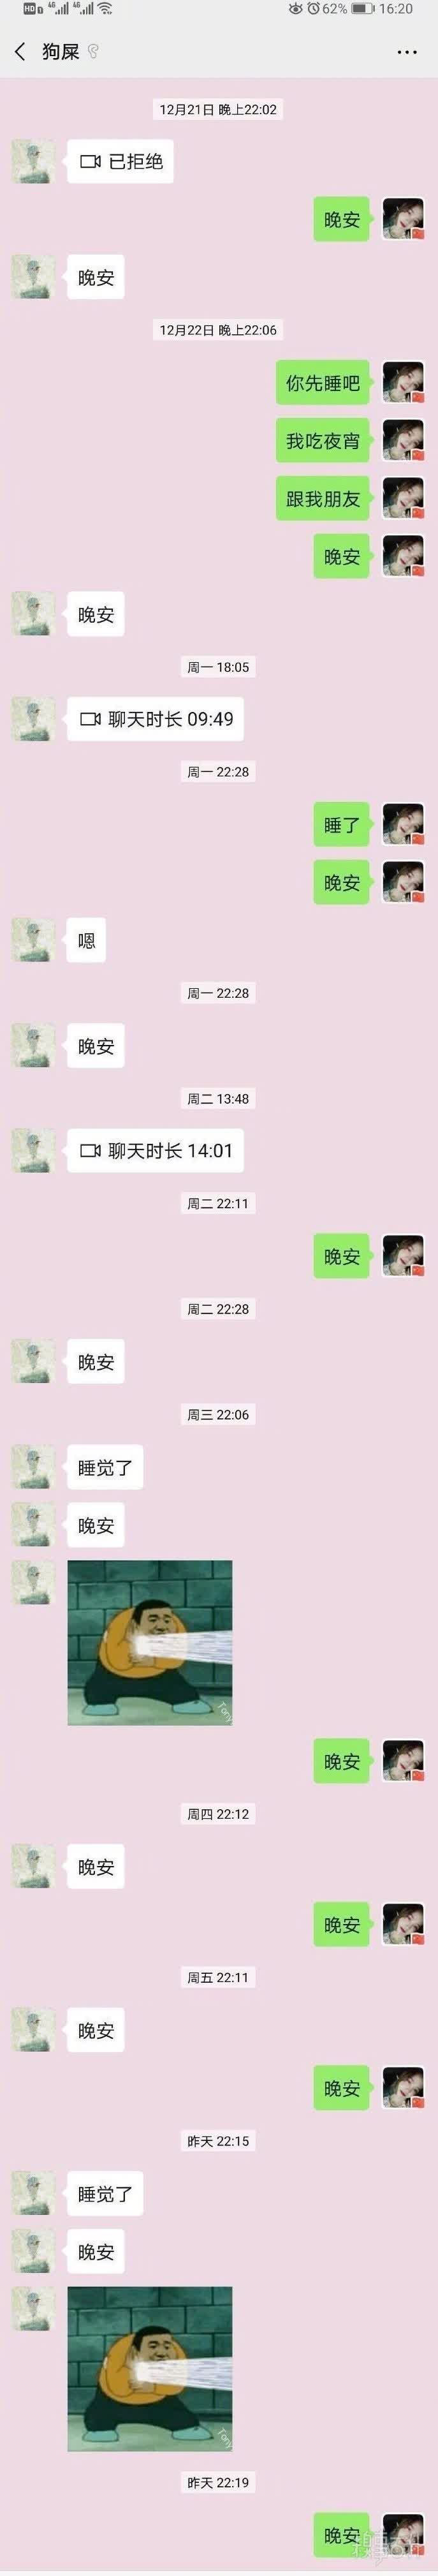 HD 4G 4G 62% 16:20
狗屎
12月21日 晚上22:02
已拒绝
晚安
晚安
12月22日 晚上22:06
你先睡吧
我吃夜宵
跟我朋友
晚安
晚安
周一 18:05
聊天时长 09:49
周一 22:28
睡了
晚安
嗯
周一 22:28
晚安
周二 13:48
聊天时长 14:01
周二 22:11
晚安
周二 22:28
晚安
周三 22:06
睡觉了
晚安
Tony
晚安
周四 22:12
晚安
晚安
周五 22:11
晚安
晚安
昨天 22:15
睡觉了
晚安
Tony
昨天 22:19
晚安